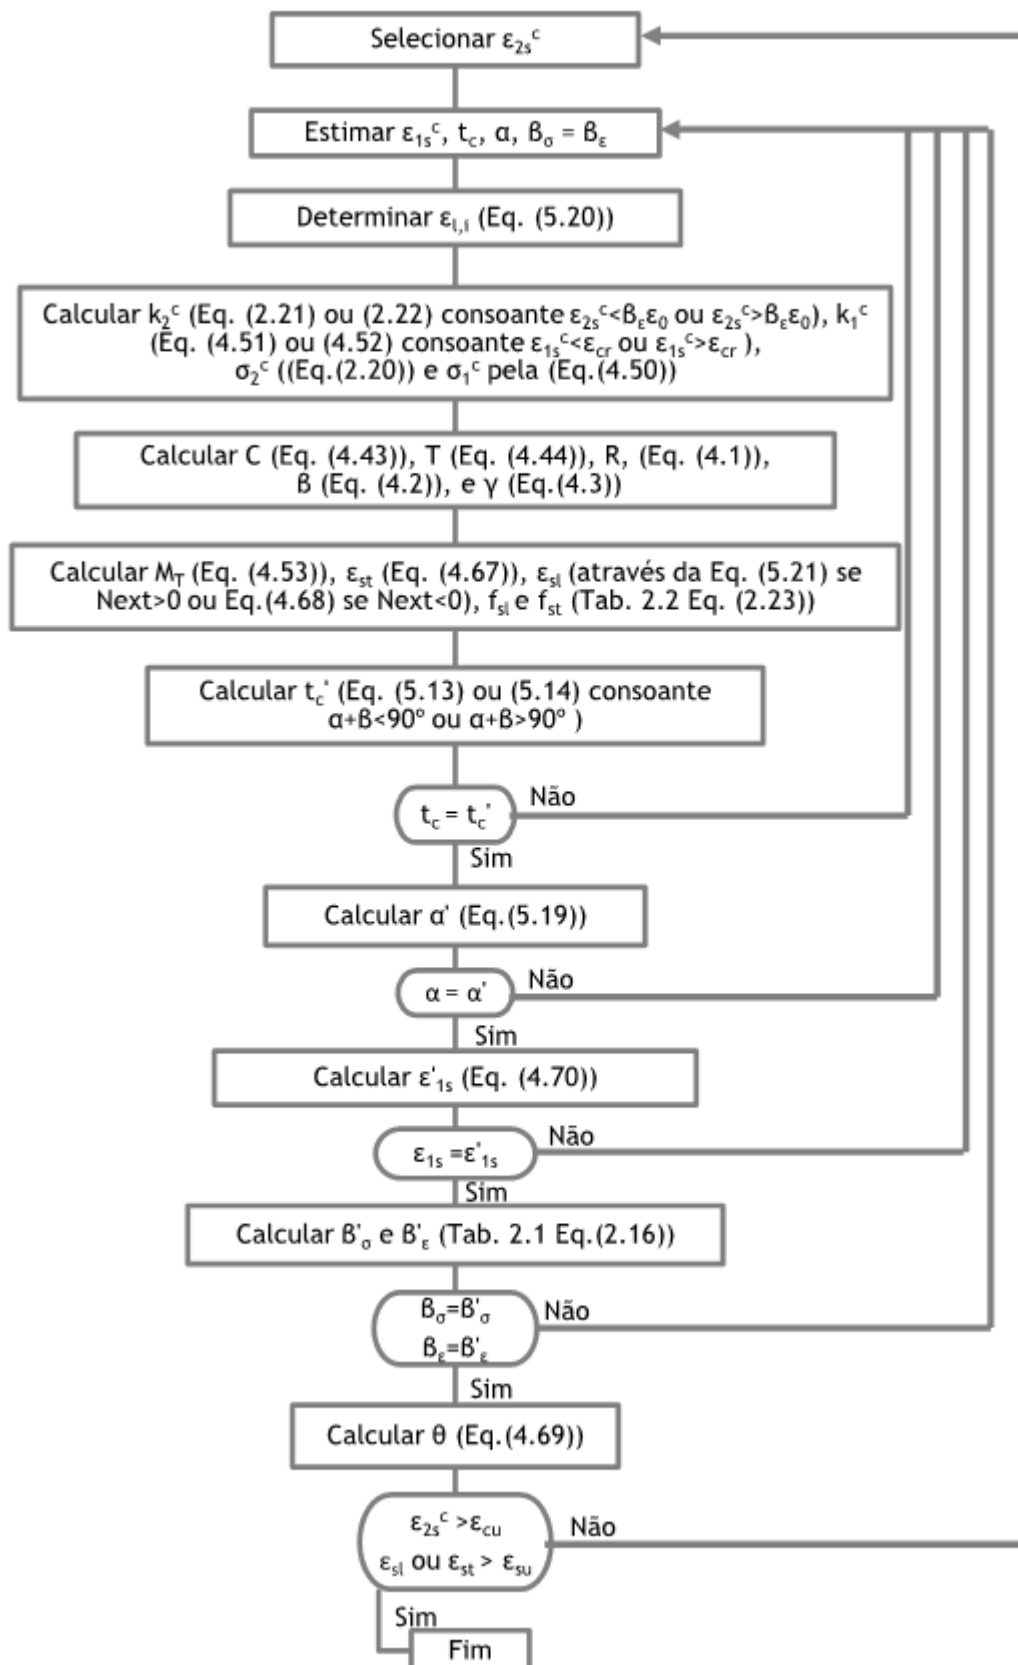 Selecionar ε₂ₛᶜ
Estimar ε₁ₛᶜ, t꜀, α, βσ = βε
Determinar εₗ,ᵢ (Eq. (5.20))
Calcular k₂ᶜ (Eq. (2.21) ou (2.22) consoante ε₂ₛᶜ<βεε₀ ou ε₂ₛᶜ>βεε₀), k₁ᶜ
(Eq. (4.51) ou (4.52) consoante ε₁ₛᶜ<εcr ou ε₁ₛᶜ>εcr ),
σ₂ᶜ ((Eq.(2.20)) e σ₁ᶜ pela (Eq.(4.50))
Calcular C (Eq. (4.43)), T (Eq. (4.44)), R, (Eq. (4.1)),
β (Eq. (4.2)), e γ (Eq.(4.3))
Calcular MT (Eq. (4.53)), εst (Eq. (4.67)), εsl (através da Eq. (5.21) se
Next>0 ou Eq.(4.68) se Next<0), fsl e fst (Tab. 2.2 Eq. (2.23))
Calcular tc' (Eq. (5.13) ou (5.14) consoante
α+β<90º ou α+β>90º )
tc = tc'
Não
Sim
Calcular α' (Eq.(5.19))
α = α'
Não
Sim
Calcular ε'₁ₛ (Eq. (4.70))
ε₁ₛ =ε'₁ₛ
Não
Sim
Calcular β'σ e β'ε (Tab. 2.1 Eq.(2.16))
βσ=β'σ
βε=β'ε
Não
Sim
Calcular θ (Eq.(4.69))
ε₂ₛᶜ >εcu
εsl ou εst > εsu
Não
Sim
Fim